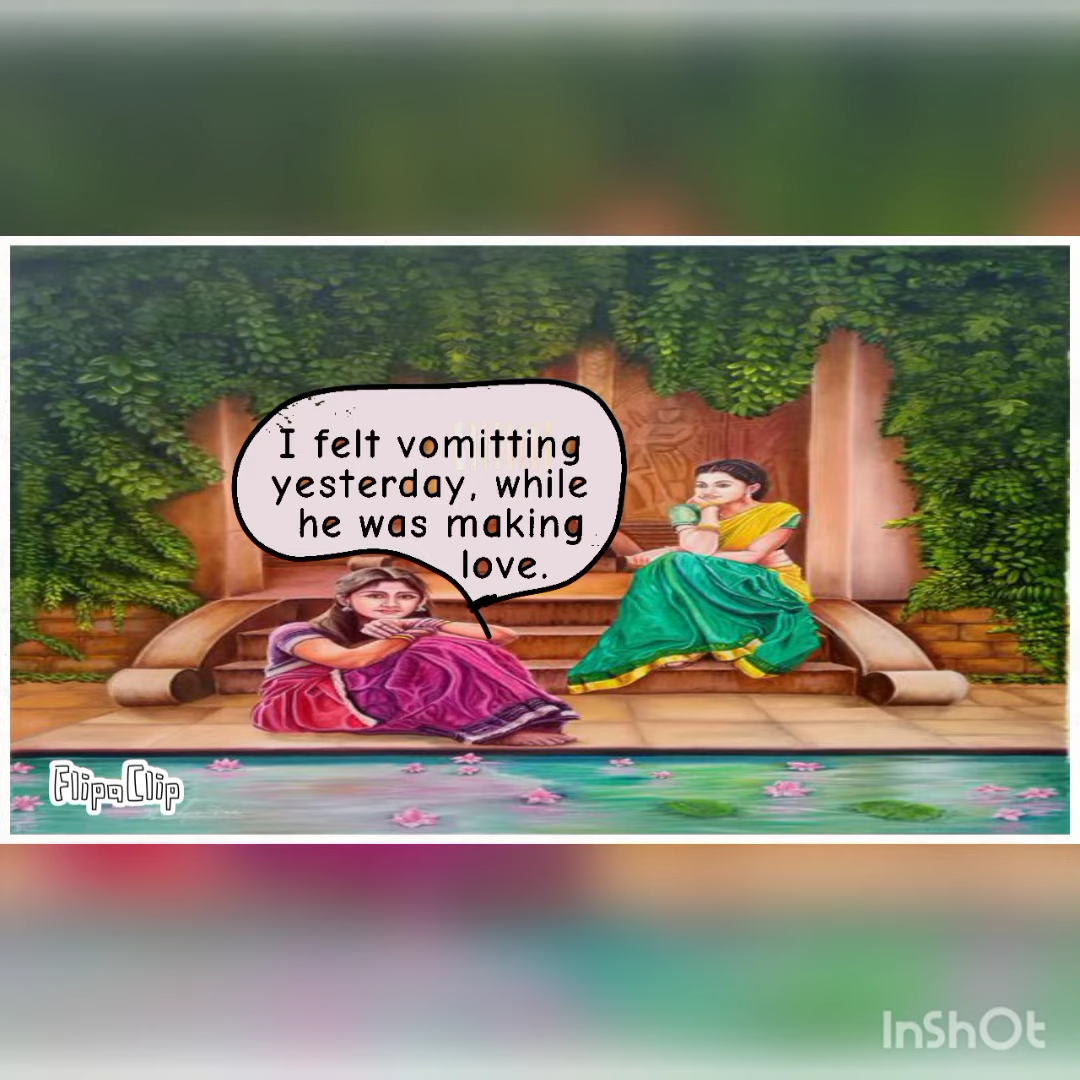 I felt vomitting
yesterday, while
he was making
love.
FlipaClip
InShOt